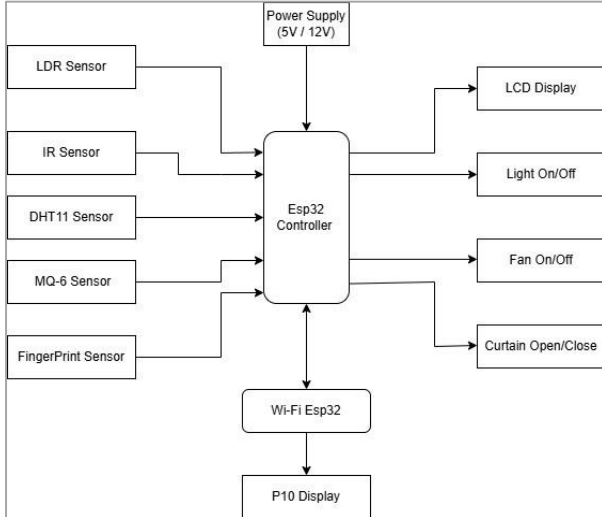 Power Supply
(5V / 12V)
LDR Sensor
IR Sensor
DHT11 Sensor
MQ-6 Sensor
FingerPrint Sensor
Esp32
Controller
LCD Display
Light On/Off
Fan On/Off
Curtain Open/Close
Wi-Fi Esp32
P10 Display